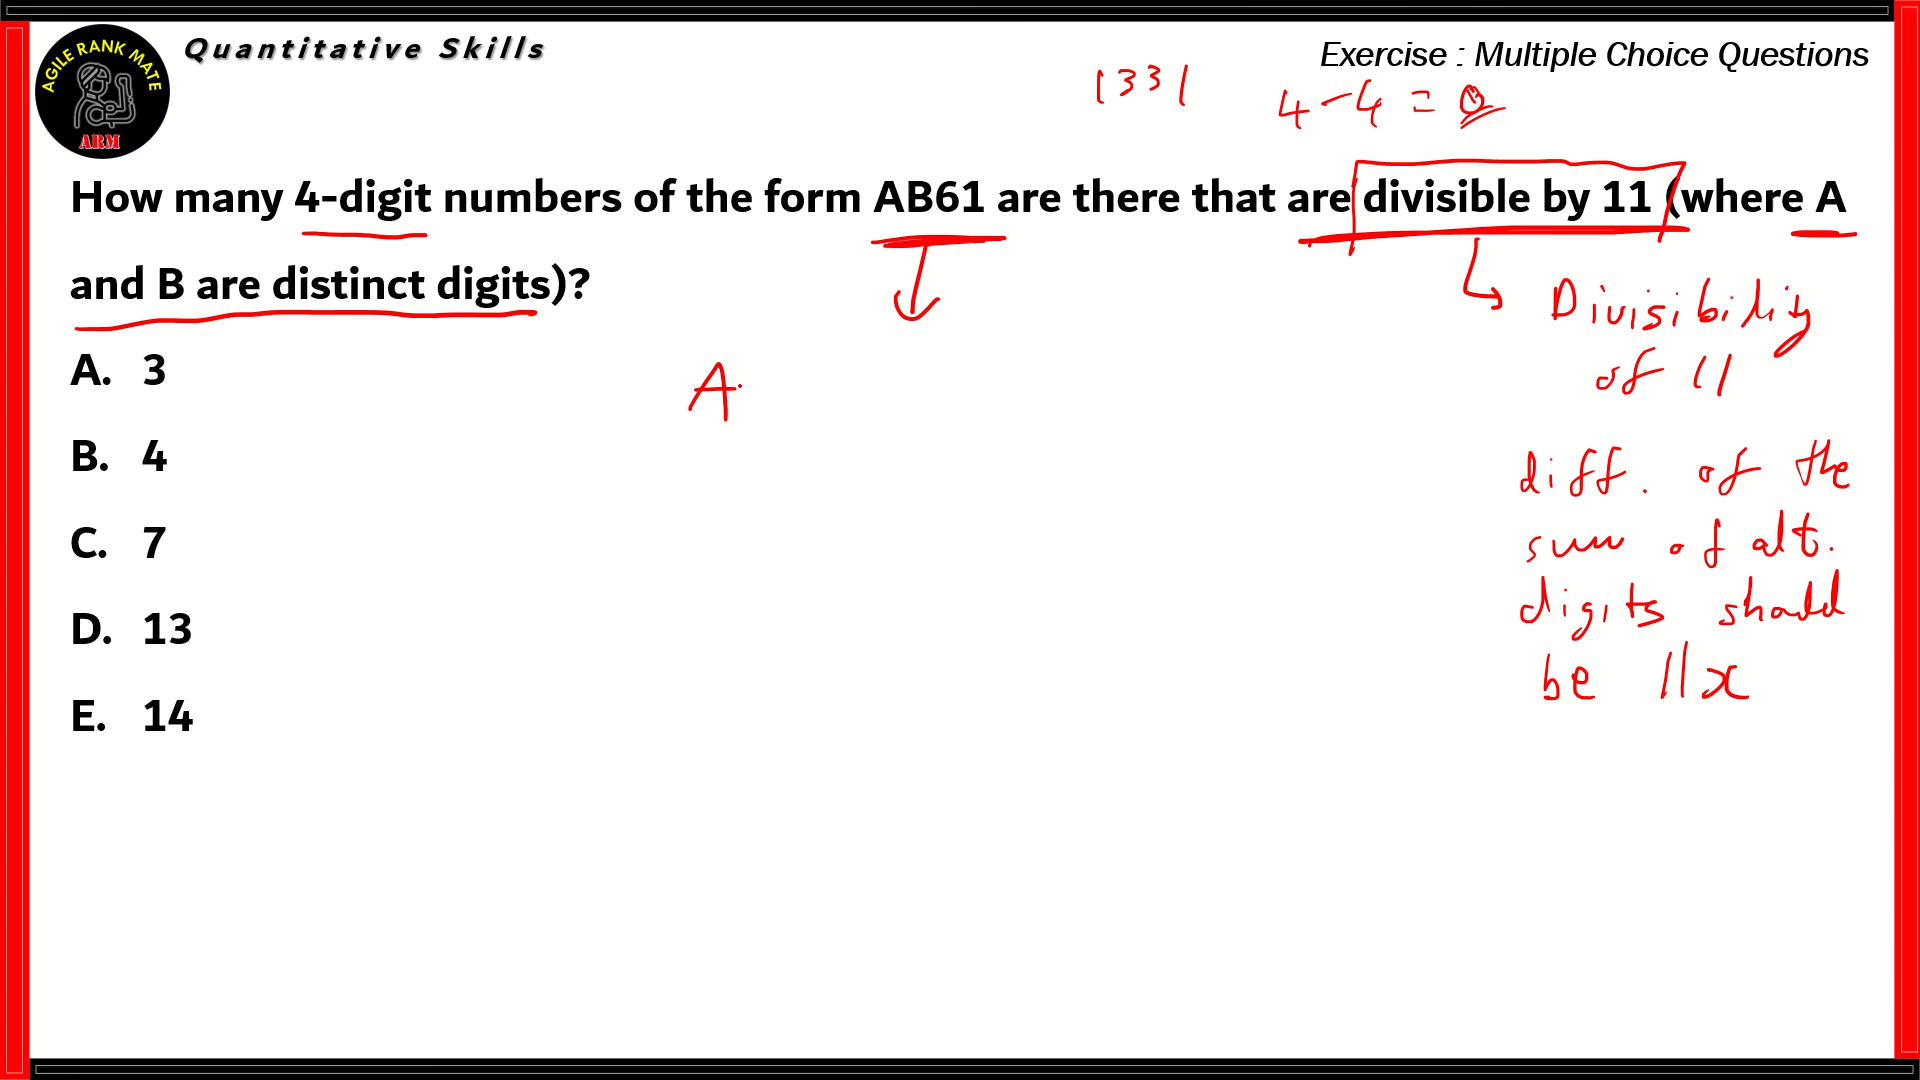 AGILE RANK MATE
ARM
Quantitative Skills
Exercise : Multiple Choice Questions
1331
4 - 4 = 0
How many 4-digit numbers of the form AB61 are there that are divisible by 11 (where A
and B are distinct digits)?
A. 3
B. 4
C. 7
D. 13
E. 14
A
Divisibility
of 11
diff. of the
sum of alt.
digits should
be 11x